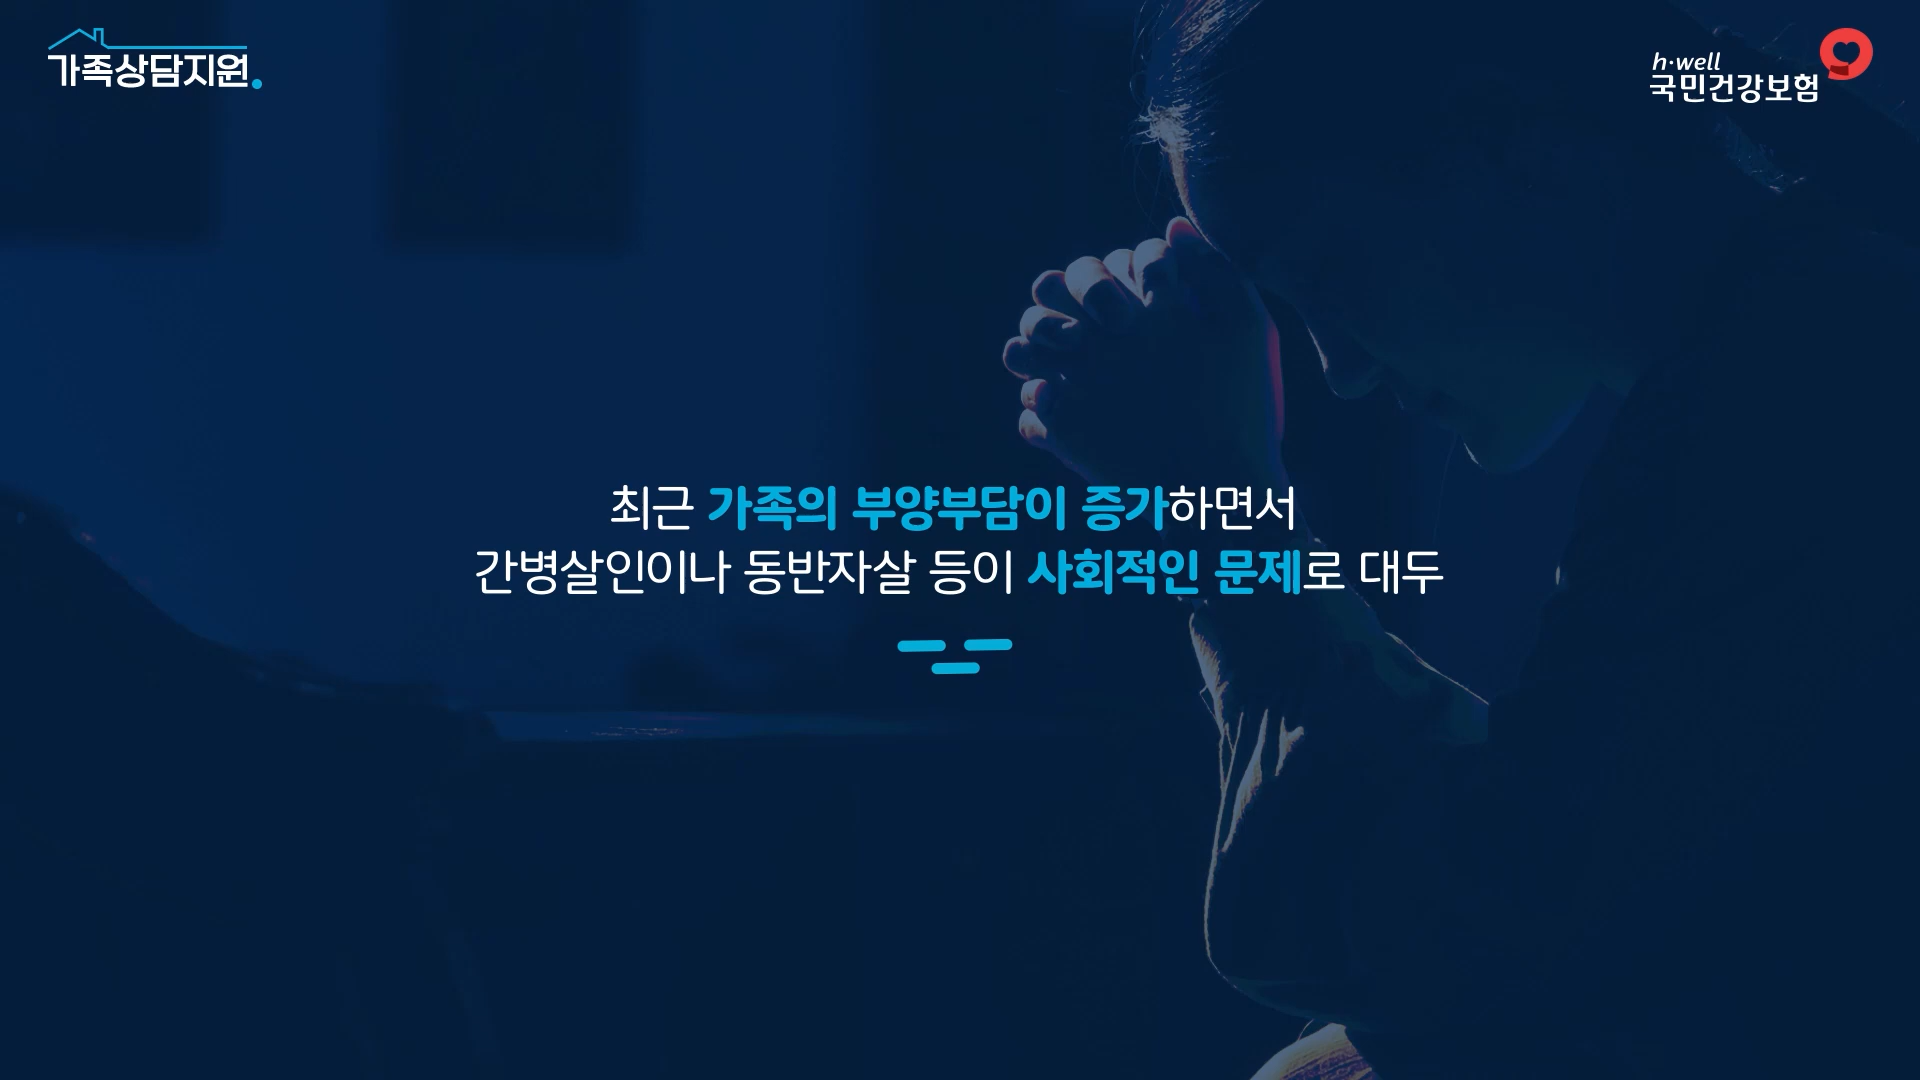 가족상담지원.
h·well
국민건강보험
최근 가족의 부양부담이 증가하면서
간병살인이나 동반자살 등이 사회적인 문제로 대두